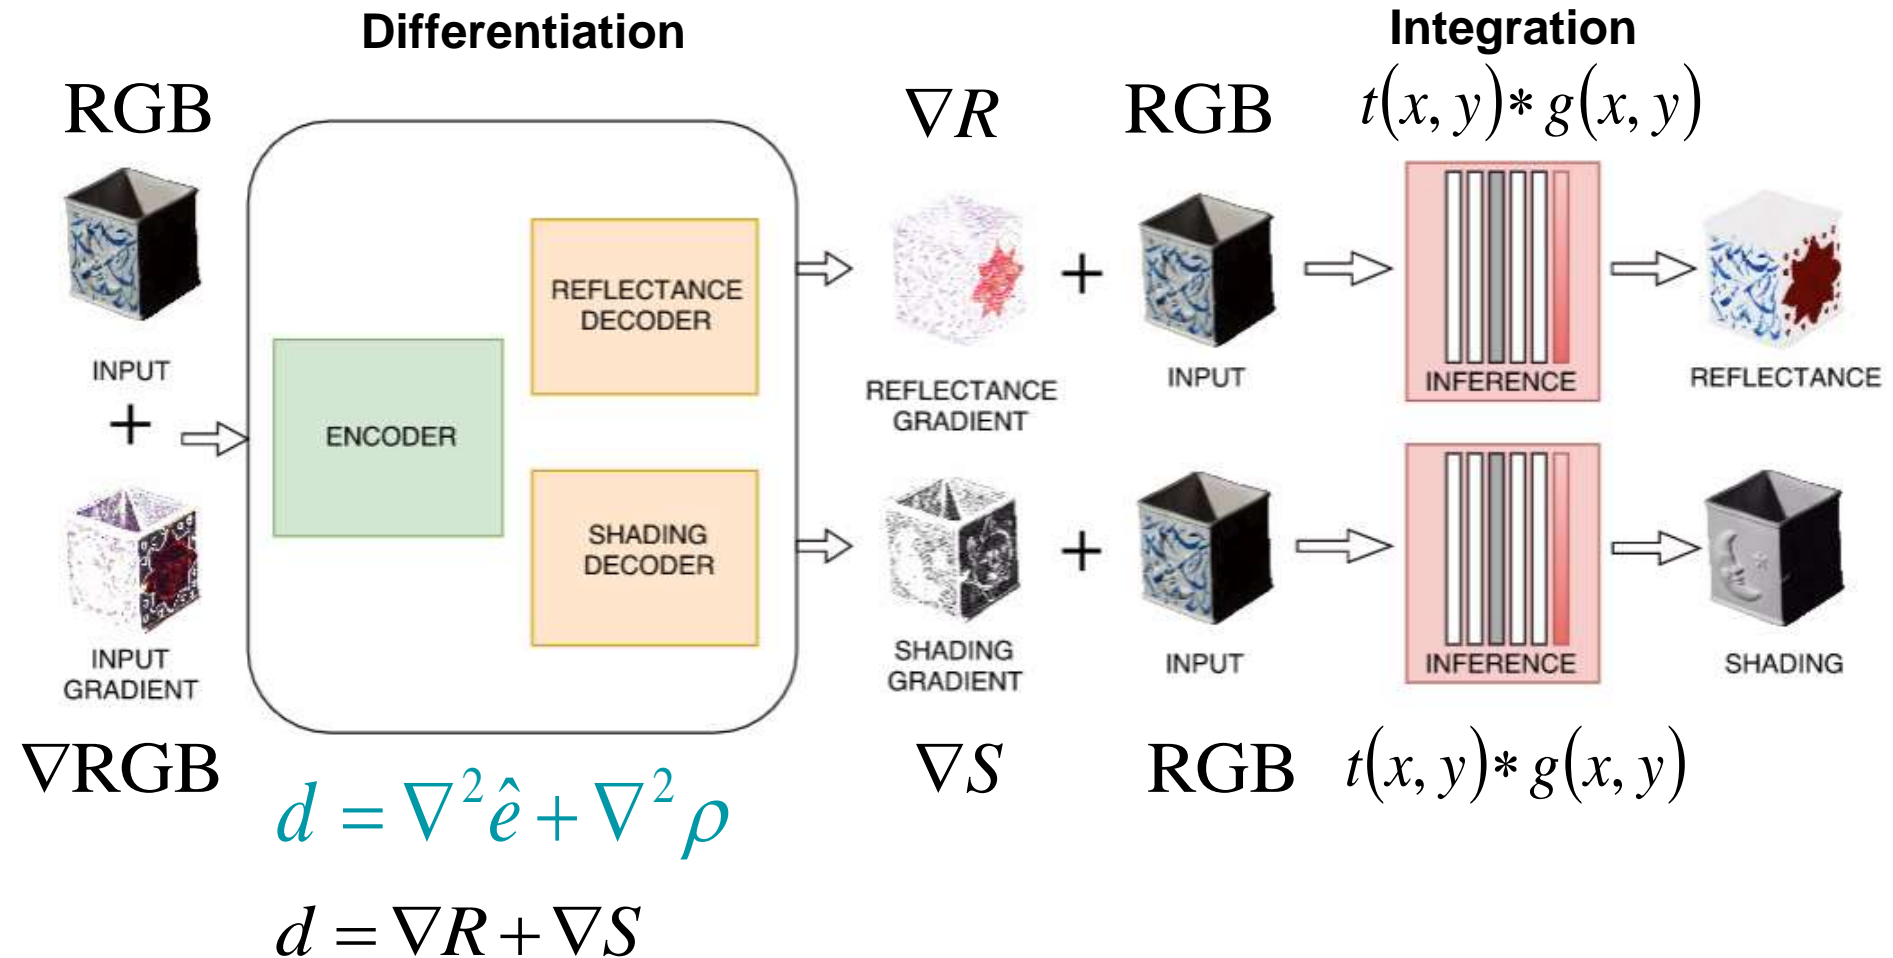 Differentiation
Integration
RGB
∇R
RGB
t(x, y)* g(x, y)
INPUT
+
INPUT
GRADIENT
∇RGB
ENCODER
REFLECTANCE
DECODER
SHADING
DECODER
REFLECTANCE
GRADIENT
+
INPUT
INFERENCE
REFLECTANCE
SHADING
GRADIENT
+
INPUT
INFERENCE
SHADING
∇S
RGB
t(x, y)* g(x, y)
d = ∇²ê + ∇²ρ
d = ∇R + ∇S